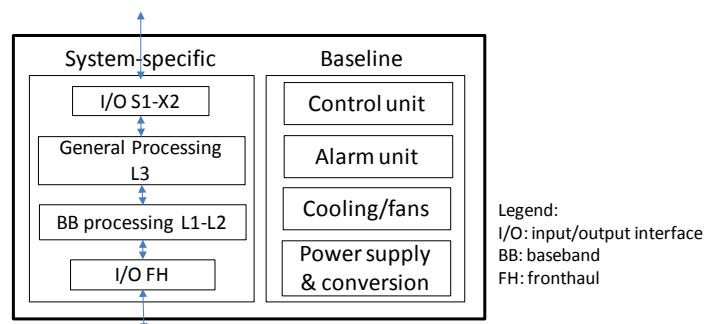 System-specific
I/O S1-X2
General Processing
L3
BB processing L1-L2
I/O FH
Baseline
Control unit
Alarm unit
Cooling/fans
Power supply
& conversion
Legend:
I/O: input/output interface
BB: baseband
FH: fronthaul